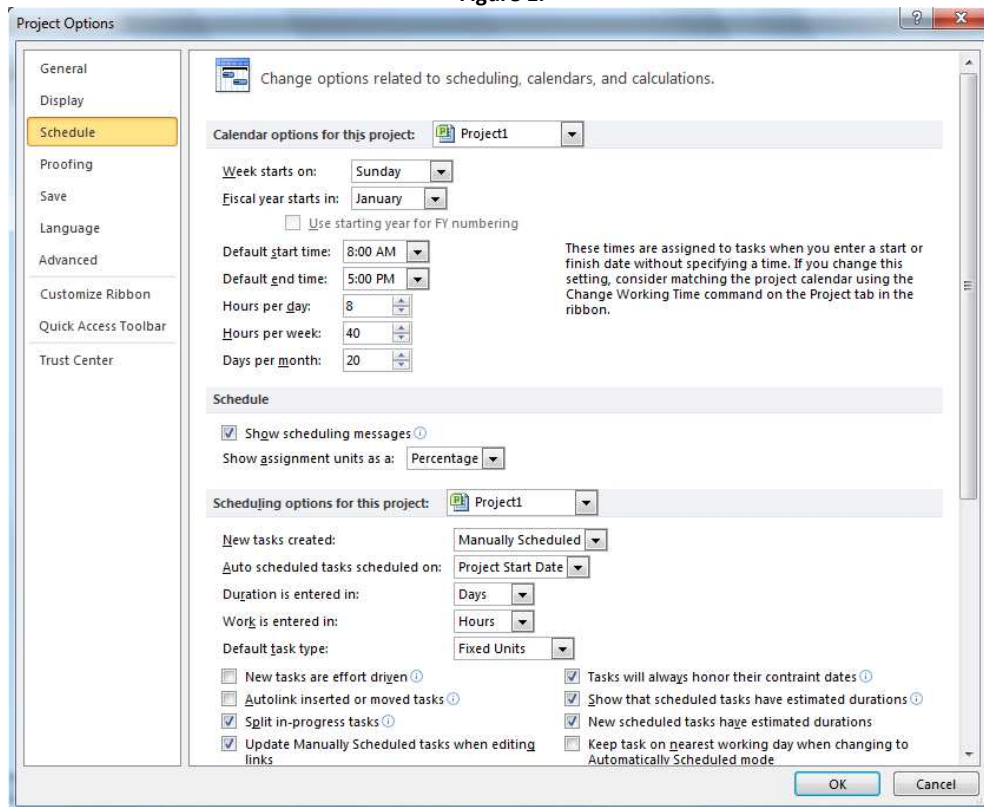 Project Options
General
Display
Schedule
Proofing
Save
Language
Advanced
Customize Ribbon
Quick Access Toolbar
Trust Center
Change options related to scheduling, calendars, and calculations.
Calendar options for this project: Project1
Week starts on: Sunday
Fiscal year starts in: January
Use starting year for FY numbering
Default start time: 8:00 AM
Default end time: 5:00 PM
Hours per day: 8
Hours per week: 40
Days per month: 20
These times are assigned to tasks when you enter a start or
finish date without specifying a time. If you change this
setting, consider matching the project calendar using the
Change Working Time command on the Project tab in the
ribbon.
Schedule
Show scheduling messages
Show assignment units as a: Percentage
Scheduling options for this project: Project1
New tasks created: Manually Scheduled
Auto scheduled tasks scheduled on: Project Start Date
Duration is entered in: Days
Work is entered in: Hours
Default task type: Fixed Units
New tasks are effort driven
Autolink inserted or moved tasks
Split in-progress tasks
Update Manually Scheduled tasks when editing
links
Tasks will always honor their contraint dates
Show that scheduled tasks have estimated durations
New scheduled tasks have estimated durations
Keep task on nearest working day when changing to
Automatically Scheduled mode
OK Cancel